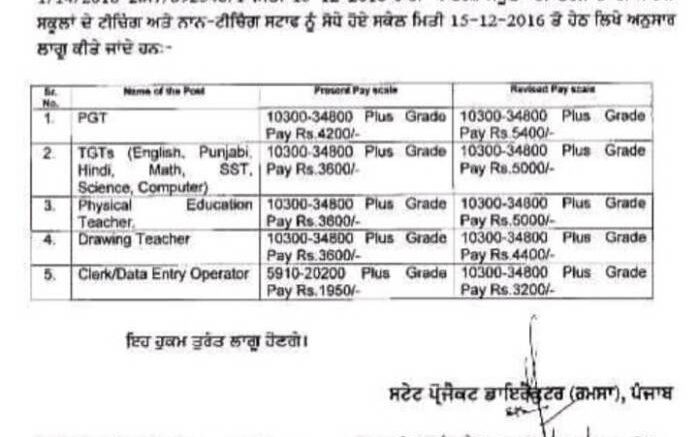 ਸਕੂਲਾਂ ਦੇ ਟੀਚਿੰਗ ਅਤੇ ਨਾਨ-ਟੀਚਿੰਗ ਸਟਾਫ ਨੂੰ ਸੋਧੇ ਹੋਏ ਸਕੇਲ ਮਿਤੀ 15-12-2016 ਤੋਂ ਹੇਠ ਲਿਖੇ ਅਨੁਸਾਰ
ਲਾਗੂ ਕੀਤੇ ਜਾਂਦੇ ਹਨ:-
Sr. No. Name of the Post Present Pay scale Revised Pay scale
1. PGT 10300-34800 Plus Grade Pay Rs.4200/- 10300-34800 Plus Grade Pay Rs.5400/-
2. TGTs (English, Punjabi, Hindi, Math, SST, Science, Computer) 10300-34800 Plus Grade Pay Rs.3600/- 10300-34800 Plus Grade Pay Rs.5000/-
3. Physical Education Teacher, 10300-34800 Plus Grade Pay Rs.3600/- 10300-34800 Plus Grade Pay Rs.5000/-
4. Drawing Teacher 10300-34800 Plus Grade Pay Rs.3600/- 10300-34800 Plus Grade Pay Rs.4400/-
5. Clerk/Data Entry Operator 5910-20200 Plus Grade Pay Rs.1950/- 10300-34800 Plus Grade Pay Rs.3200/-
ਇਹ ਹੁਕਮ ਤੁਰੰਤ ਲਾਗੂ ਹੋਣਗੇ।
ਸਟੇਟ ਪ੍ਰੋਜੈਕਟ ਡਾਇਰੈਕਟਰ (ਰਮਸਾ), ਪੰਜਾਬ